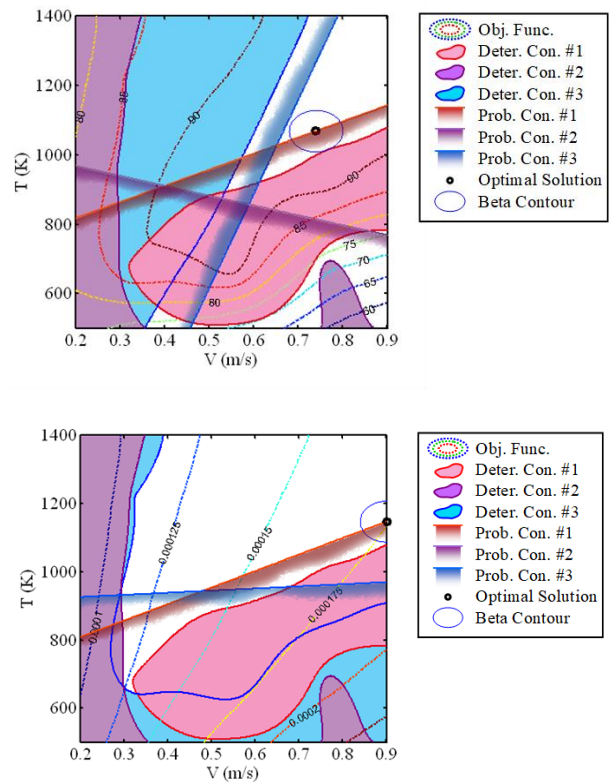 1400
1200
1000
800
600
T (K)
0.2 0.3 0.4 0.5 0.6 0.7 0.8 0.9
V (m/s)
80
85
90
90
85
80
75
70
65
60
Obj. Func.
Deter. Con. #1
Deter. Con. #2
Deter. Con. #3
Prob. Con. #1
Prob. Con. #2
Prob. Con. #3
Optimal Solution
Beta Contour
1400
1200
1000
800
600
T (K)
0.2 0.3 0.4 0.5 0.6 0.7 0.8 0.9
V (m/s)
0.0001
0.000125
0.00015
0.000175
0.0002
Obj. Func.
Deter. Con. #1
Deter. Con. #2
Deter. Con. #3
Prob. Con. #1
Prob. Con. #2
Prob. Con. #3
Optimal Solution
Beta Contour